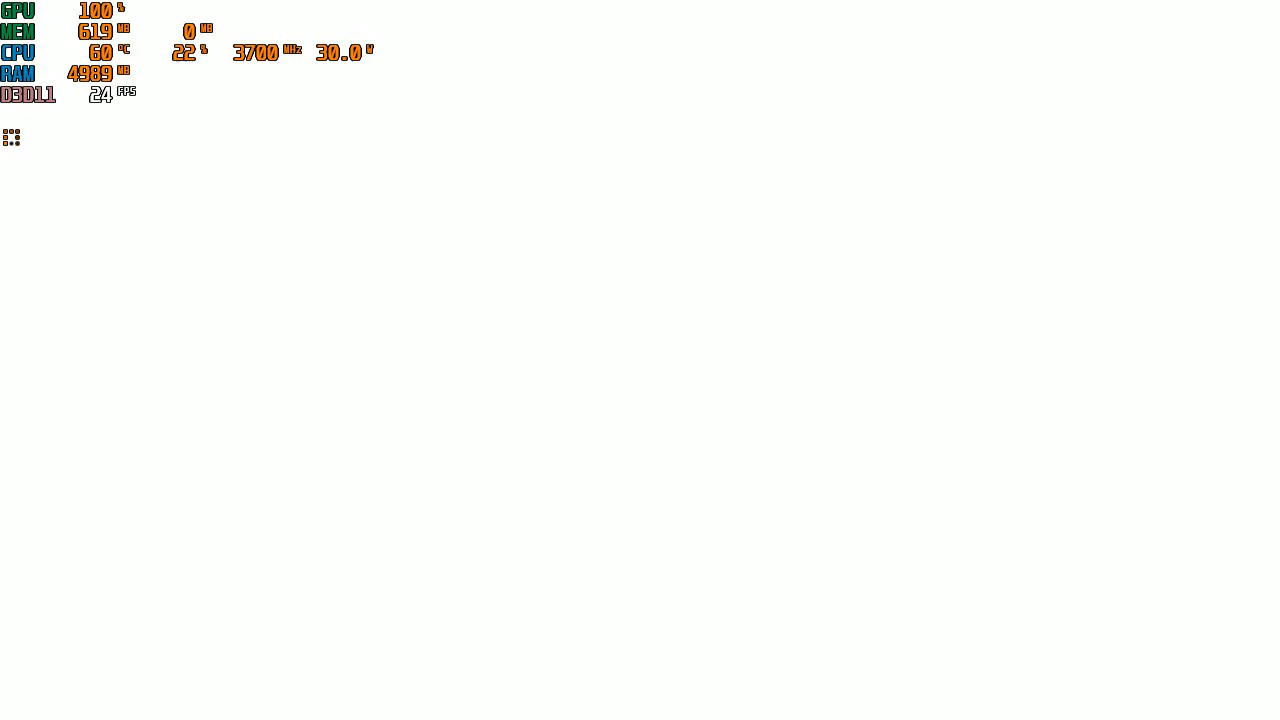 GPU 100 %
MEM 619 MB 0 MB
CPU 60 °C 22 % 3700 MHz 30.0 W
RAM 4989 MB
D3D11 24 FPS